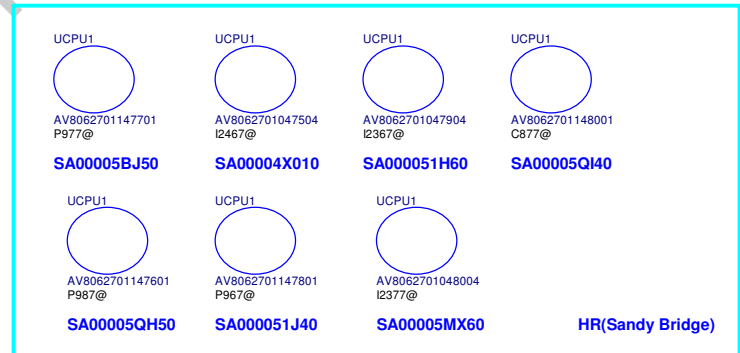 UCPU1 UCPU1 UCPU1 UCPU1
AV8062701147701 AV8062701047504 AV8062701047904 AV8062701148001
P977@ I2467@ I2367@ C877@
SA00005BJ50 SA00004X010 SA000051H60 SA00005QI40
UCPU1 UCPU1 UCPU1
AV8062701147601 AV8062701147801 AV8062701048004
P987@ P967@ I2377@
SA00005QH50 SA000051J40 SA00005MX60 HR(Sandy Bridge)